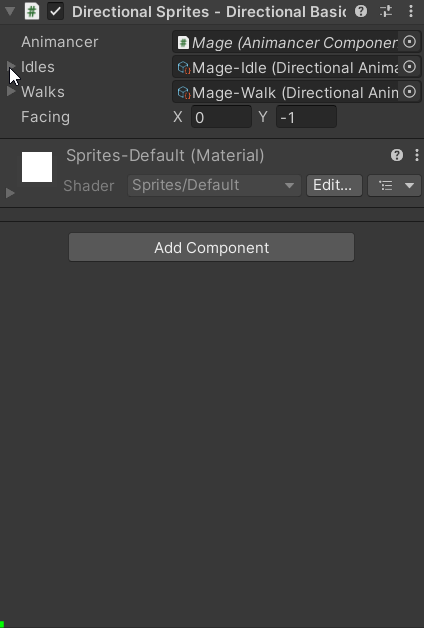 Directional Sprites - Directional Basic
Animancer Mage (Animancer Componer
Idles Mage-Idle (Directional Anima
Walks Mage-Walk (Directional Anin
Facing X 0 Y -1
Sprites-Default (Material)
Shader Sprites/Default Edit...
Add Component